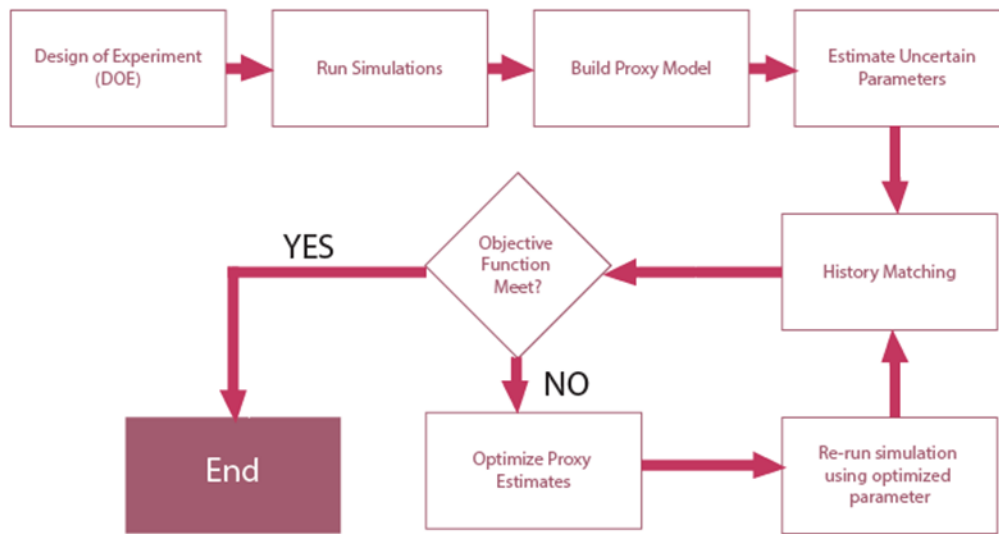 Design of Experiment
(DOE)
Run Simulations
Build Proxy Model
Estimate Uncertain
Parameters
YES
Objective
Function
Meet?
History Matching
NO
End
Optimize Proxy
Estimates
Re-run simulation
using optimized
parameter